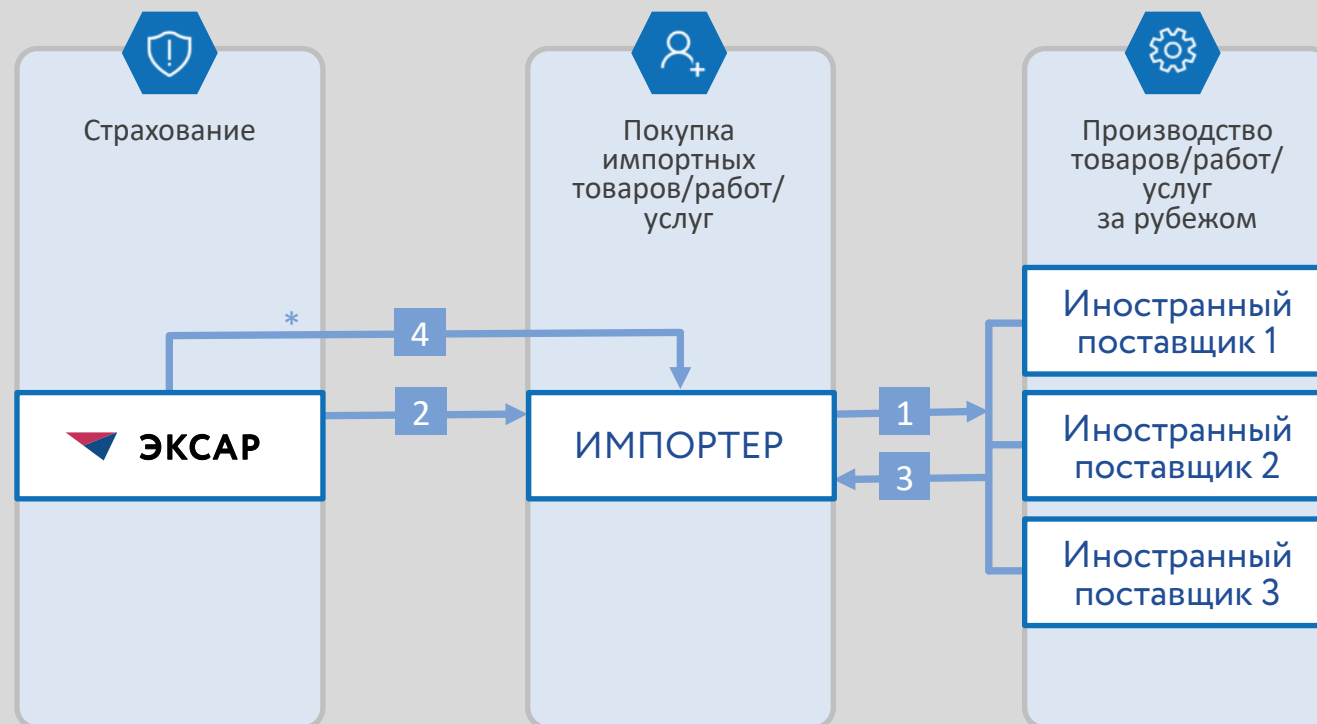 Страхование
Покупка
импортных
товаров/работ/
услуг
Производство
товаров/работ/
услуг
за рубежом
*
4
2
ЭКСАР
ИМПОРТЕР
1
3
Иностранный
поставщик 1
Иностранный
поставщик 2
Иностранный
поставщик 3